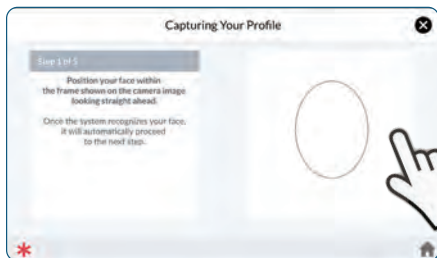 Capturing Your Profile
Step 1 of 5
Position your face within
the frame shown on the camera image
looking straight ahead.
Once the system recognizes your face,
it will automatically proceed
to the next step.